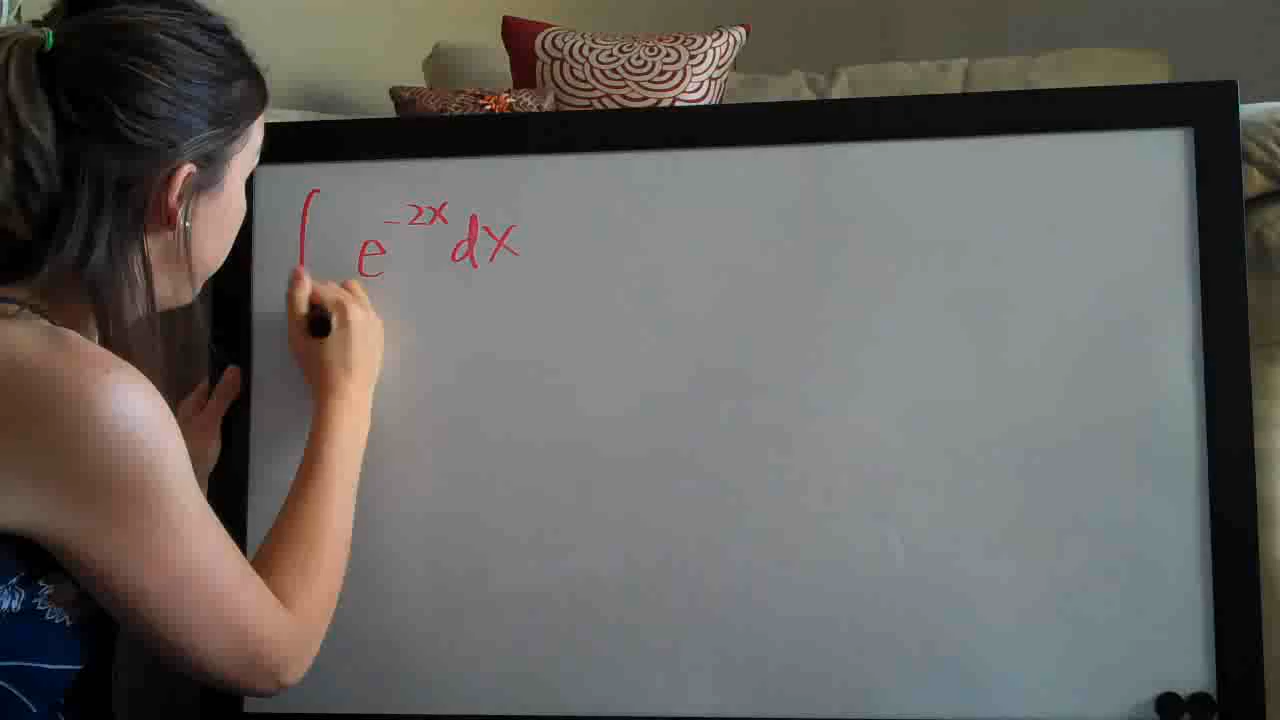 ∫ e^{-2x} dx